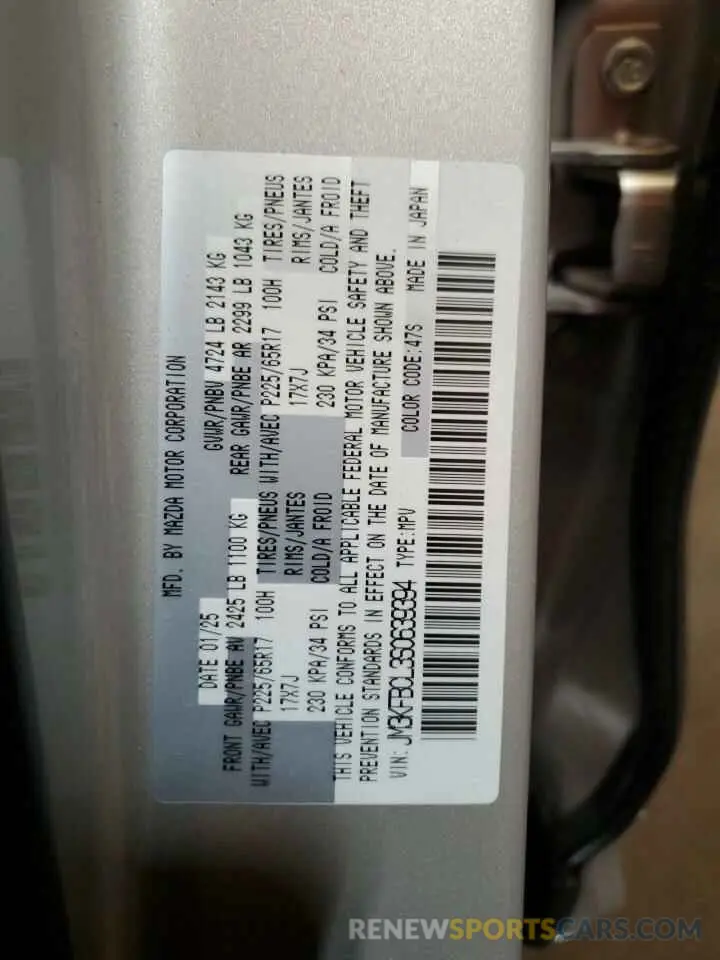 MFD. BY MAZDA MOTOR CORPORATION
DATE 01/25 GVWR/PNBV 4724 LB 2143 KG
FRONT GAWR/PNBE AV 2425 LB 1100 KG REAR GAWR/PNBE AR 2299 LB 1043 KG
WITH/AVEC P225/65R17 100H TIRES/PNEUS WITH/AVEC P225/65R17 100H TIRES/PNEUS
17X7J RIMS/JANTES 17X7J RIMS/JANTES
230 KPA/34 PSI COLD/A FROID 230 KPA/34 PSI COLD/A FROID
THIS VEHICLE CONFORMS TO ALL APPLICABLE FEDERAL MOTOR VEHICLE SAFETY AND THEFT
PREVENTION STANDARDS IN EFFECT ON THE DATE OF MANUFACTURE SHOWN ABOVE.
VIN: JM3KFBCL3S0639394 TYPE:MPV COLOR CODE:47S MADE IN JAPAN
RENEWSPORTSCARS.COM